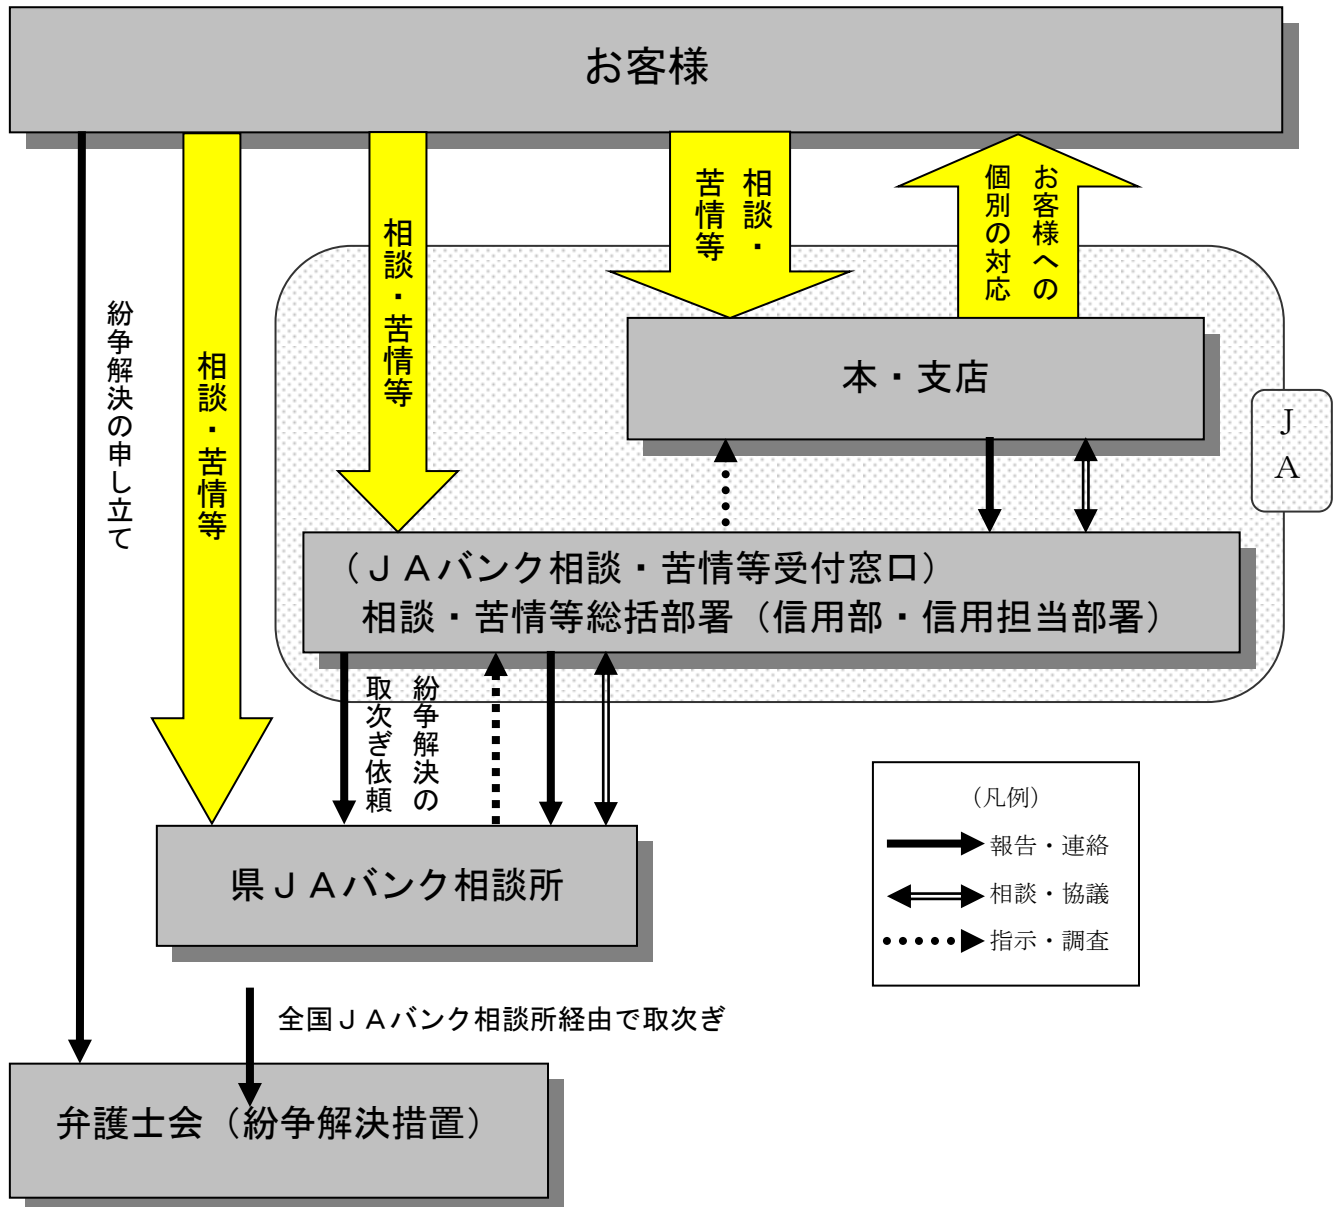 お客様
紛争解決の申し立て
相談・苦情等
相談・苦情等
相談・
苦情等
お客様への
個別の対応
本・支店
ＪＡ
（ＪＡバンク相談・苦情等受付窓口）
相談・苦情等総括部署（信用部・信用担当部署）
紛争解決の
取次ぎ依頼
県ＪＡバンク相談所
（凡例）
報告・連絡
相談・協議
指示・調査
全国ＪＡバンク相談所経由で取次ぎ
弁護士会（紛争解決措置）